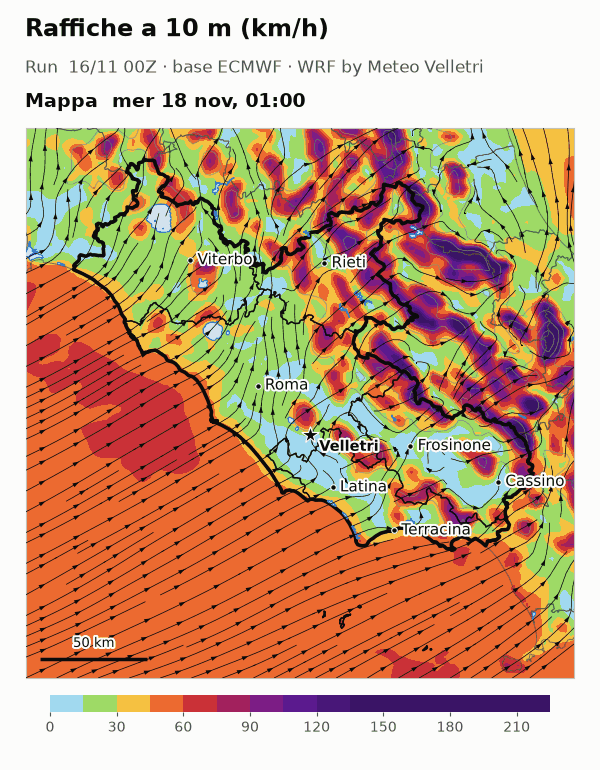 Raffiche a 10 m (km/h)
Run  16/11 00Z · base ECMWF · WRF by Meteo Velletri
Mappa  mer 18 nov, 01:00
Viterbo
Rieti
Roma
Velletri
Frosinone
Cassino
Latina
Terracina
50 km
0 30 60 90 120 150 180 210